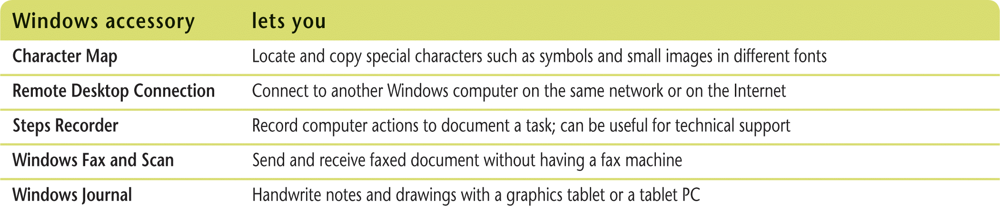 Windows accessory lets you
Character Map Locate and copy special characters such as symbols and small images in different fonts
Remote Desktop Connection Connect to another Windows computer on the same network or on the Internet
Steps Recorder Record computer actions to document a task; can be useful for technical support
Windows Fax and Scan Send and receive faxed document without having a fax machine
Windows Journal Handwrite notes and drawings with a graphics tablet or a tablet PC